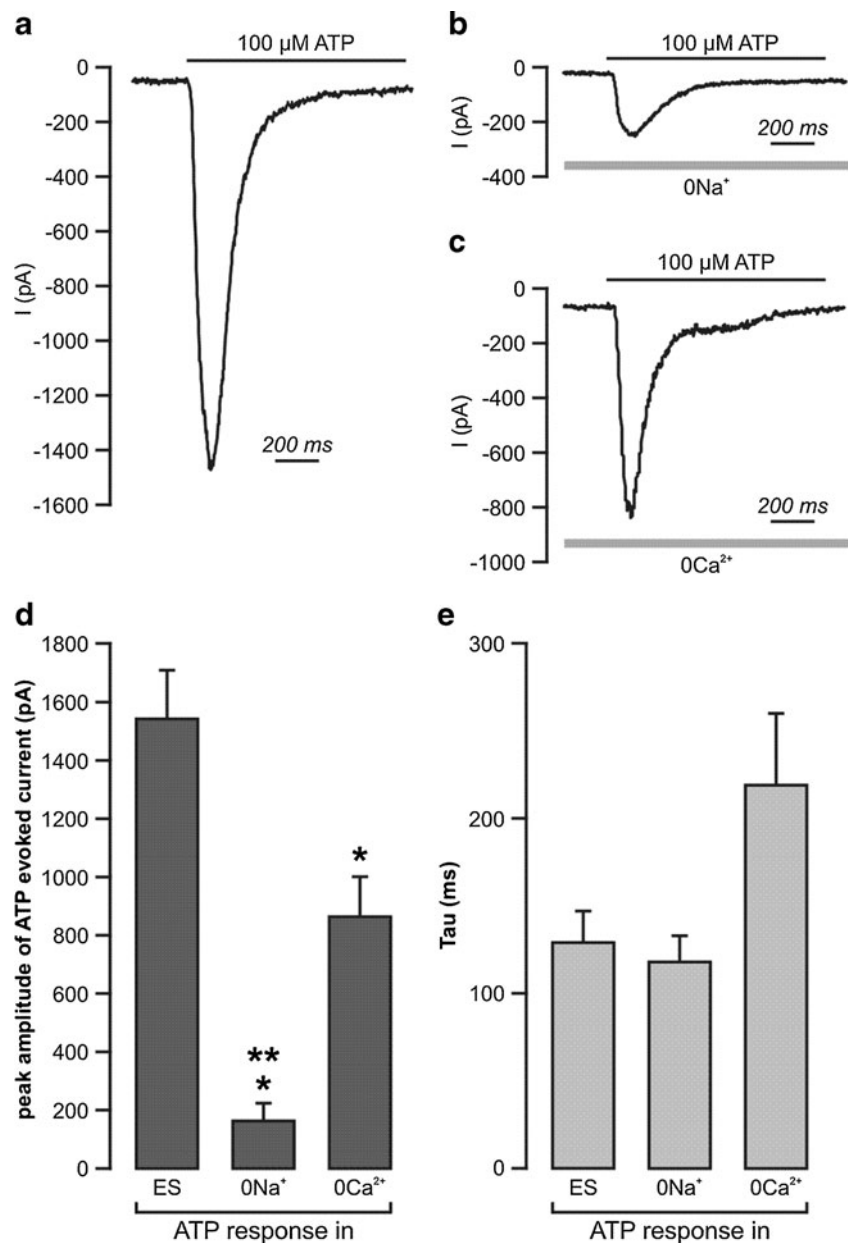 a
100 µM ATP
0
-200
-400
-600
-800
-1000
-1200
-1400
-1600
I (pA)
200 ms
b
100 µM ATP
0
-200
-400
I (pA)
200 ms
0Na⁺
c
100 µM ATP
0
-200
-400
-600
-800
-1000
I (pA)
200 ms
0Ca²⁺
d
peak amplitude of ATP evoked current (pA)
1800
1600
1400
1200
1000
800
600
400
200
0
**
*
*
ES 0Na⁺ 0Ca²⁺
ATP response in
e
Tau (ms)
300
200
100
0
ES 0Na⁺ 0Ca²⁺
ATP response in